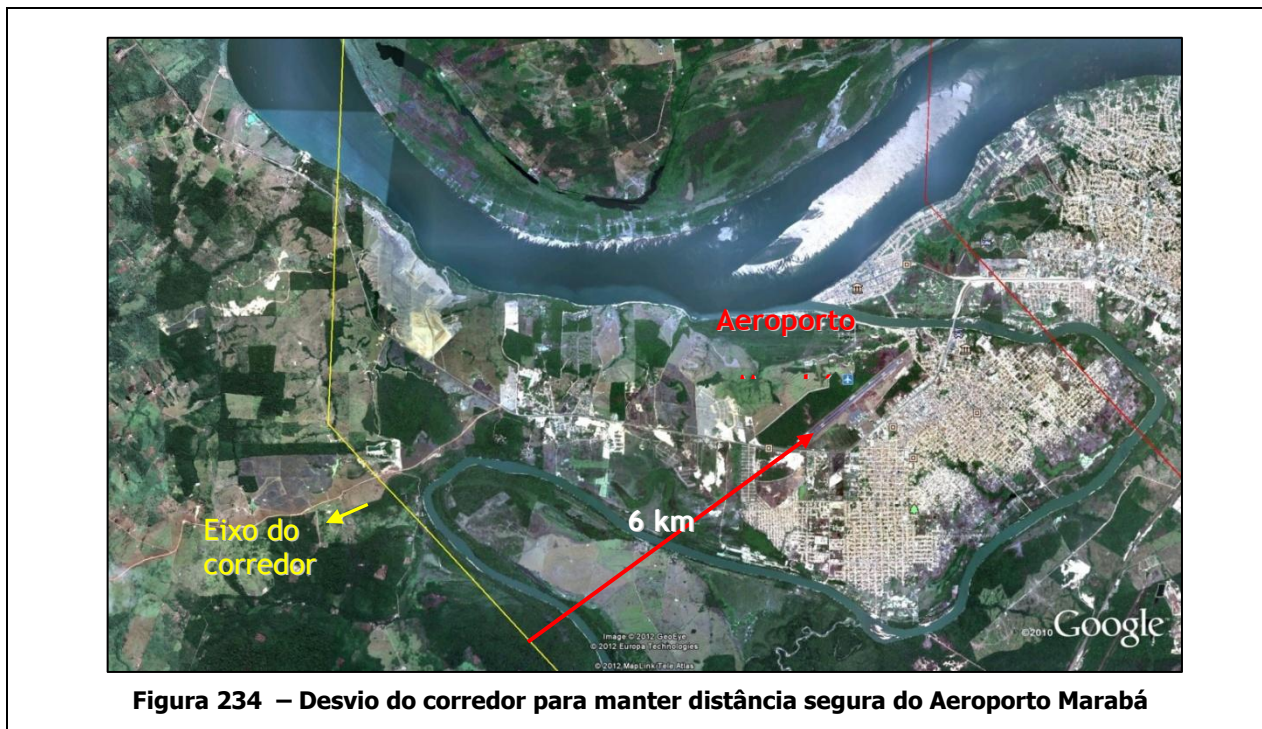 Aeroporto
6 km
Eixo do
corredor
Image © 2012 GeoEye
© 2012 Europa Technologies
© 2012 MapLink/Tele Atlas
©2010 Google
Figura 234 – Desvio do corredor para manter distância segura do Aeroporto Marabá